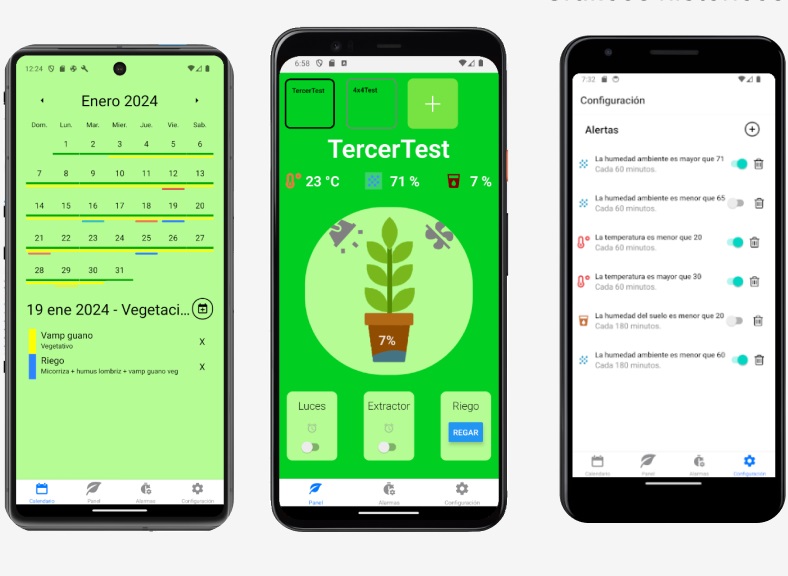 12:24
Enero 2024
Dom. Lun. Mar. Mier. Jue. Vie. Sab.
1 2 3 4 5 6
7 8 9 10 11 12 13
14 15 16 17 18 19 20
21 22 23 24 25 26 27
28 29 30 31
19 ene 2024 - Vegetaci...
Vamp guano
Vegetativo
X
Riego
Micorriza + humus lombriz + vamp guano veg
X
Calendario Panel Alarmas Configuración
6:58
TercerTest 4x4Test +
TercerTest
23 °C 71 % 7 %
7%
Luces Extractor Riego
REGAR
Panel Alarmas Configuración
7:32
Configuración
Alertas
La humedad ambiente es mayor que 71
Cada 60 minutos.
La humedad ambiente es menor que 65
Cada 60 minutos.
La temperatura es menor que 20
Cada 60 minutos.
La temperatura es mayor que 30
Cada 60 minutos.
La humedad del suelo es menor que 20
Cada 180 minutos.
La humedad ambiente es menor que 60
Cada 180 minutos.
Calendario Panel Alarmas Configuración